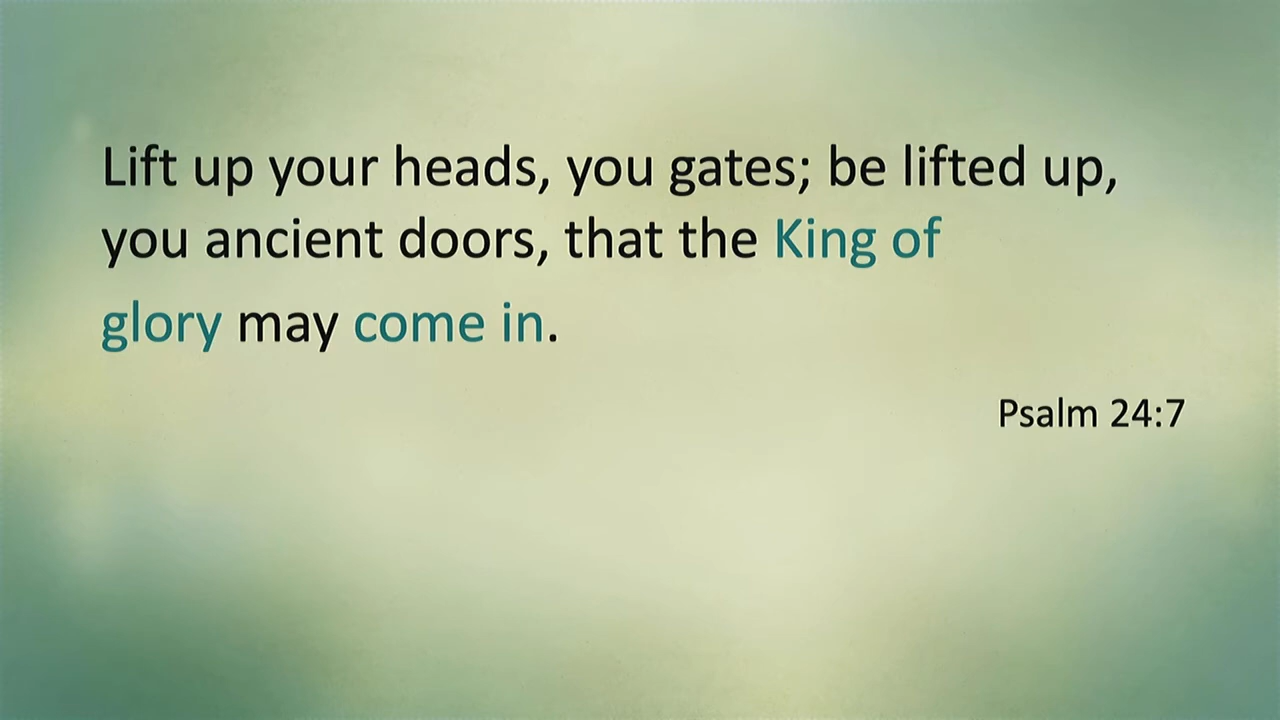 Lift up your heads, you gates; be lifted up,
you ancient doors, that the King of
glory may come in.
Psalm 24:7